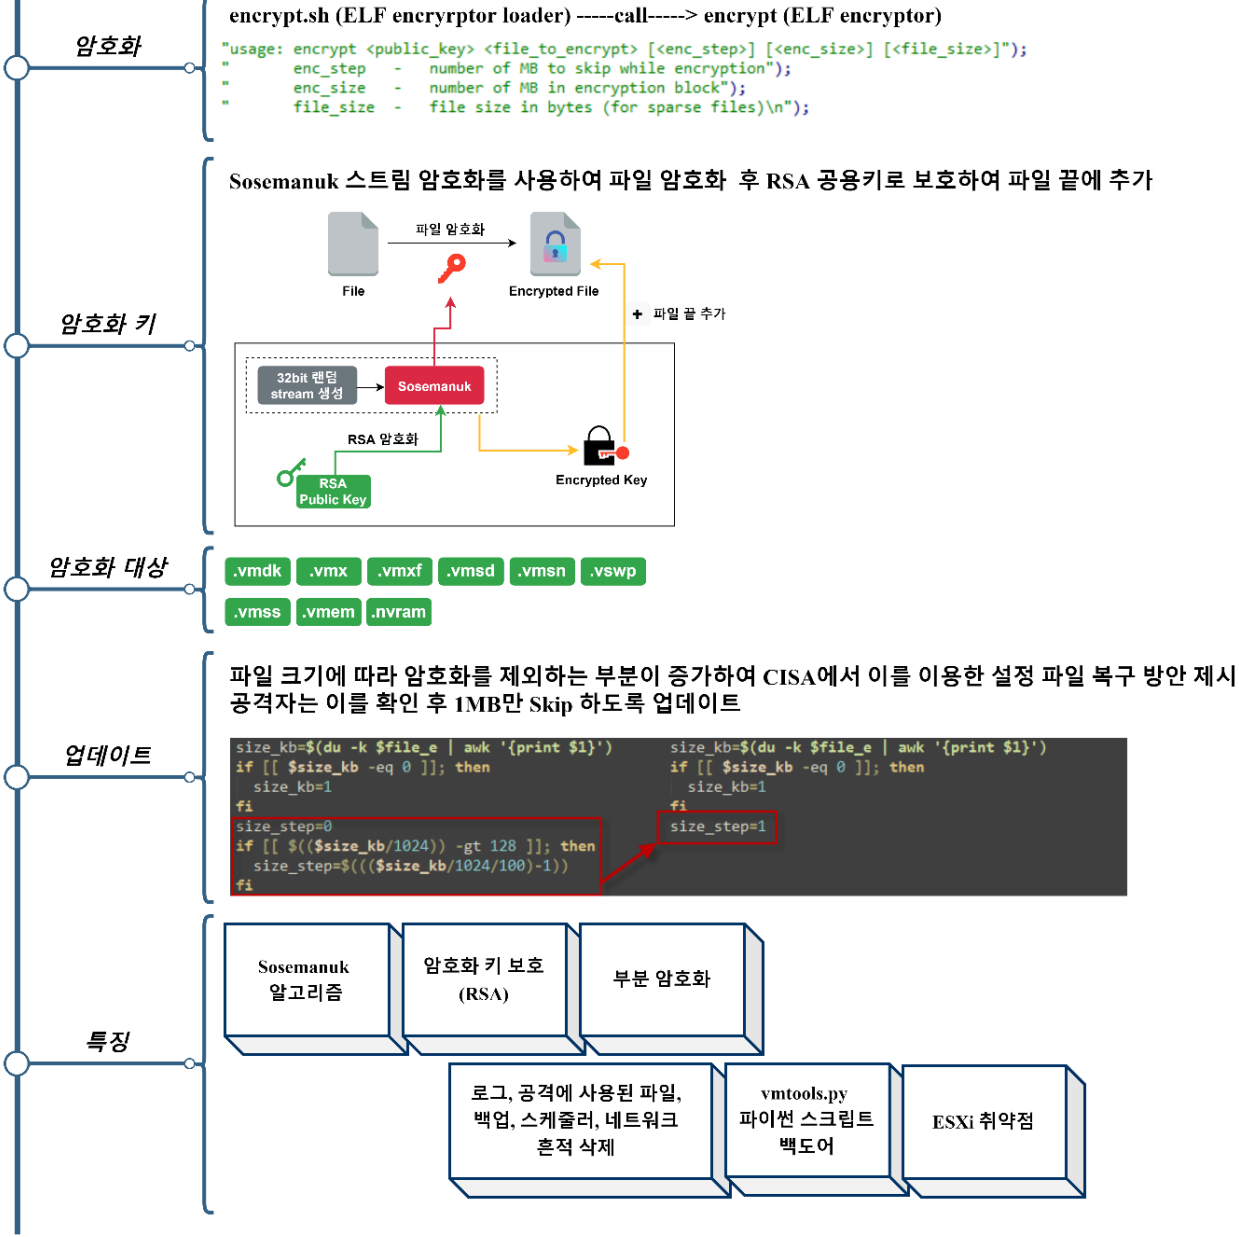 암호화
encrypt.sh (ELF encryrptor loader) -----call-----> encrypt (ELF encryptor)
"usage: encrypt <public_key> <file_to_encrypt> [<enc_step>] [<enc_size>] [<file_size>]");
"       enc_step   -   number of MB to skip while encryption");
"       enc_size   -   number of MB in encryption block");
"       file_size  -   file size in bytes (for sparse files)\n");
암호화 키
Sosemanuk 스트림 암호화를 사용하여 파일 암호화 후 RSA 공용키로 보호하여 파일 끝에 추가
파일 암호화
File
Encrypted File
+ 파일 끝 추가
32bit 랜덤
stream 생성
Sosemanuk
RSA 암호화
RSA
Public Key
Encrypted Key
암호화 대상
.vmdk .vmx .vmxf .vmsd .vmsn .vswp
.vmss .vmem .nvram
업데이트
파일 크기에 따라 암호화를 제외하는 부분이 증가하여 CISA에서 이를 이용한 설정 파일 복구 방안 제시
공격자는 이를 확인 후 1MB만 Skip 하도록 업데이트
size_kb=$(du -k $file_e | awk '{print $1}')
if [[ $size_kb -eq 0 ]]; then
size_kb=1
fi
size_step=0
if [[ $(($size_kb/1024)) -gt 128 ]]; then
size_step=$((($size_kb/1024/100)-1))
fi
size_kb=$(du -k $file_e | awk '{print $1}')
if [[ $size_kb -eq 0 ]]; then
size_kb=1
fi
size_step=1
특징
Sosemanuk
알고리즘
암호화 키 보호
(RSA)
부분 암호화
로그, 공격에 사용된 파일,
백업, 스케줄러, 네트워크
흔적 삭제
vmtools.py
파이썬 스크립트
백도어
ESXi 취약점